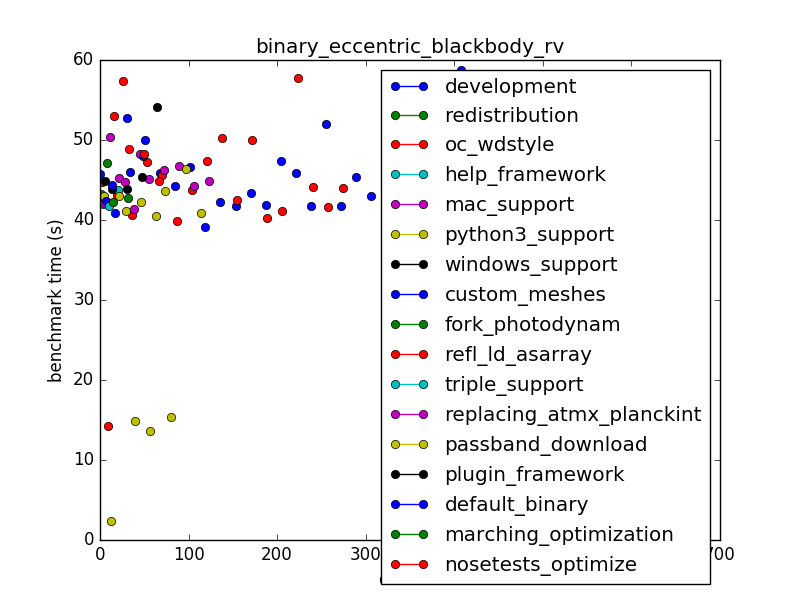 binary_eccentric_blackbody_rv
60
50
40
30
20
10
0
benchmark time (s)
0 100 200 300 700
development
redistribution
oc_wdstyle
help_framework
mac_support
python3_support
windows_support
custom_meshes
fork_photodynam
refl_ld_asarray
triple_support
replacing_atmx_planckint
passband_download
plugin_framework
default_binary
marching_optimization
nosetests_optimize